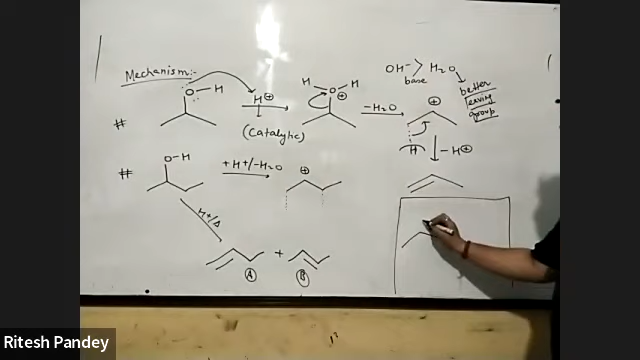 Mechanism:-
O-H
H⊕
(Catalytic)
H O H
⊕
-H2O
OH- > H2O
base
better
leaving
group
⊕
H
-H⊕
#
#
O-H
+H+/-H2O
⊕
H+/Δ
+
A
B
Ritesh Pandey